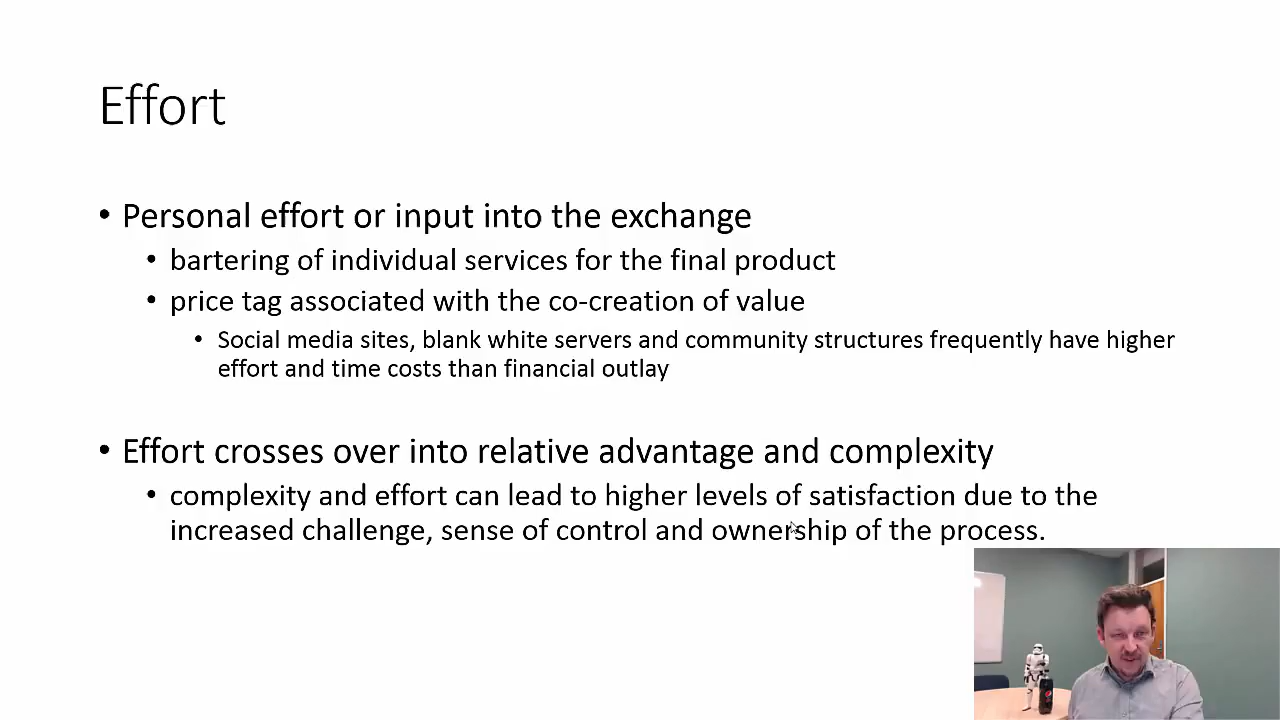 Effort
• Personal effort or input into the exchange
• bartering of individual services for the final product
• price tag associated with the co-creation of value
• Social media sites, blank white servers and community structures frequently have higher
effort and time costs than financial outlay
• Effort crosses over into relative advantage and complexity
• complexity and effort can lead to higher levels of satisfaction due to the
increased challenge, sense of control and ownership of the process.